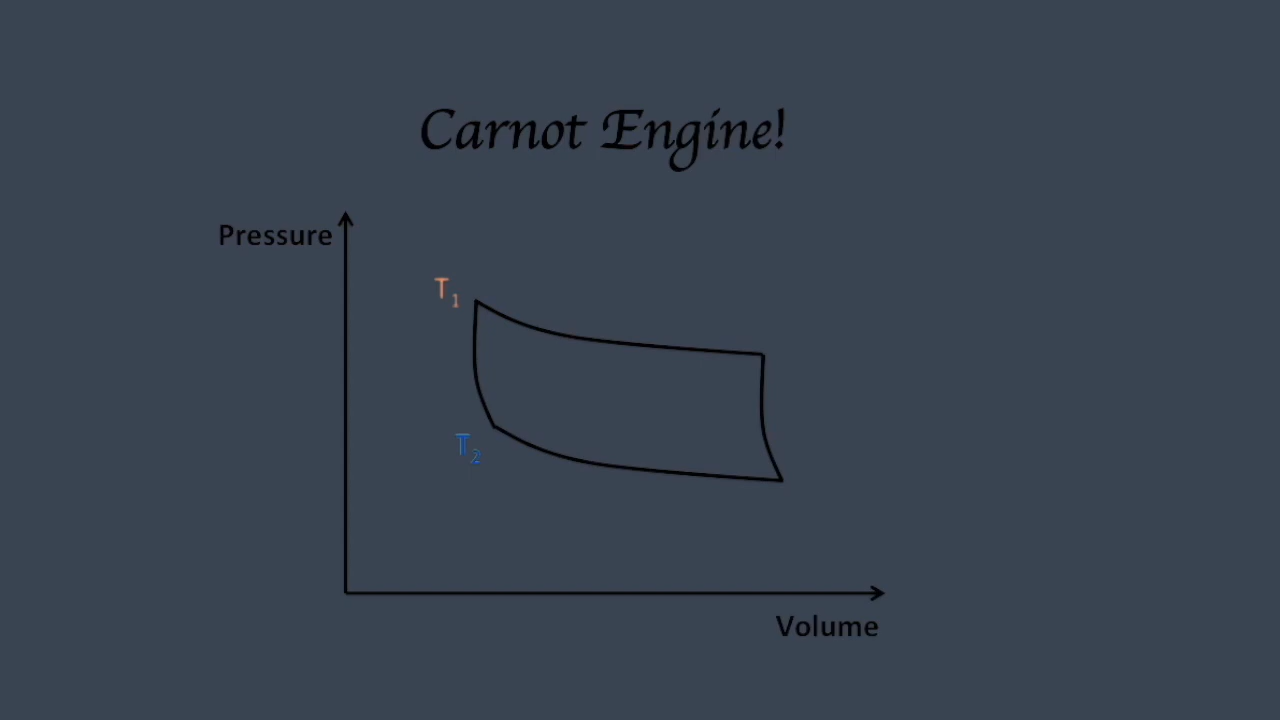 Carnot Engine!
Pressure
T₁
T₂
Volume